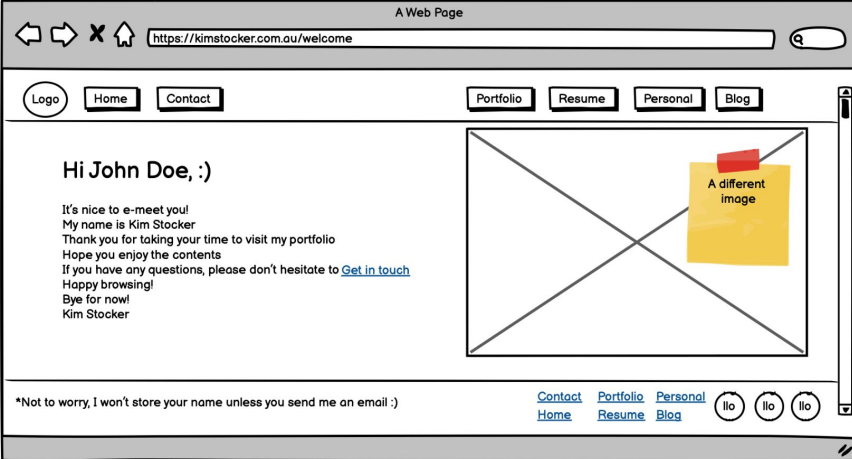 A Web Page
https://kimstocker.com.au/welcome
Logo
Home
Contact
Portfolio
Resume
Personal
Blog
Hi John Doe, :)
It's nice to e-meet you!
My name is Kim Stocker
Thank you for taking your time to visit my portfolio
Hope you enjoy the contents
If you have any questions, please don't hesitate to Get in touch
Happy browsing!
Bye for now!
Kim Stocker
A different
image
*Not to worry, I won't store your name unless you send me an email :)
Contact Portfolio Personal
Home Resume Blog
llo llo llo